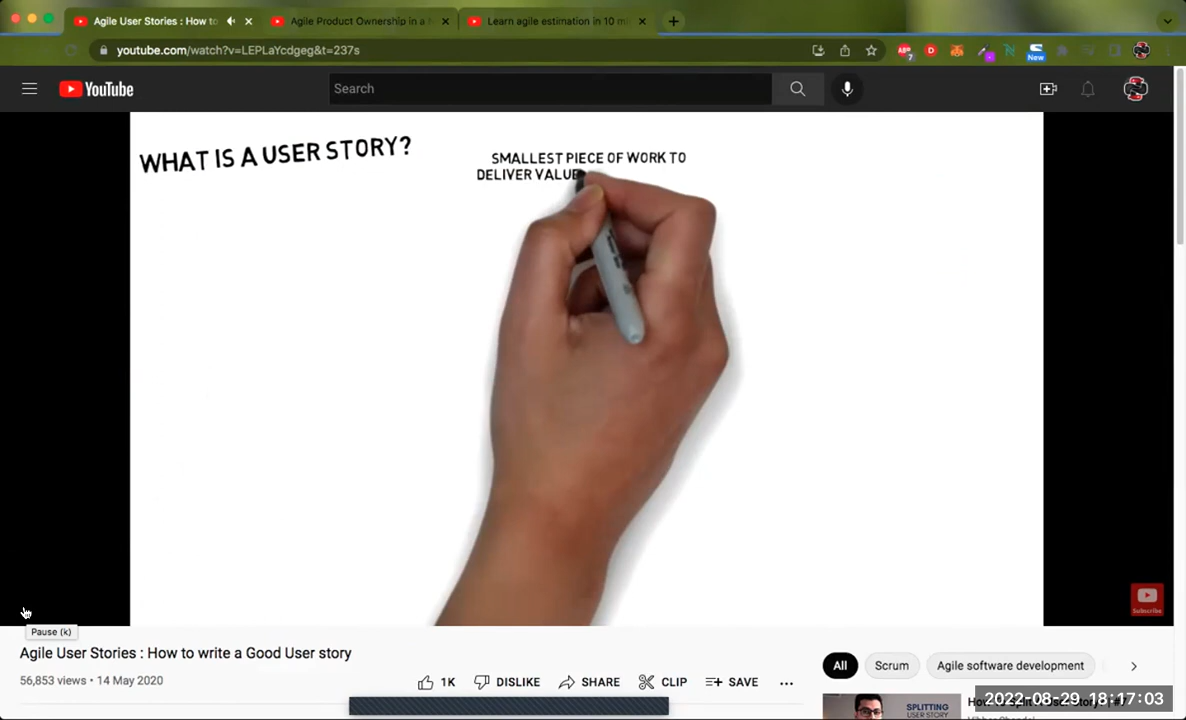 Agile User Stories : How to
Agile Product Ownership in a
Learn agile estimation in 10 mi
youtube.com/watch?v=LEPLaYcdgeg&t=237s
New
YouTube
Search
WHAT IS A USER STORY?
SMALLEST PIECE OF WORK TO
DELIVER VALUE
Subscribe
Pause (k)
Agile User Stories : How to write a Good User story
56,853 views • 14 May 2020
1K
DISLIKE
SHARE
CLIP
SAVE
All
Scrum
Agile software development
SPLITTING
USER STORY
2022-08-29 18:17:03